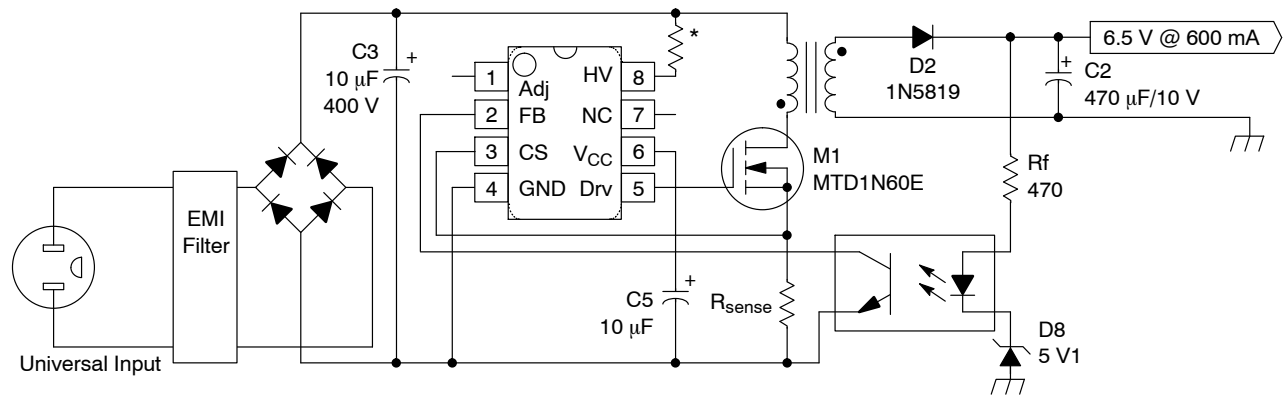 C3
10 μF
400 V
+
*
1
Adj
HV
8
2
FB
NC
7
3
CS
VCC
6
4
GND
Drv
5
M1
MTD1N60E
D2
1N5819
6.5 V @ 600 mA
+
C2
470 μF/10 V
Rf
470
EMI
Filter
Universal Input
C5
10 μF
+
Rsense
D8
5 V1